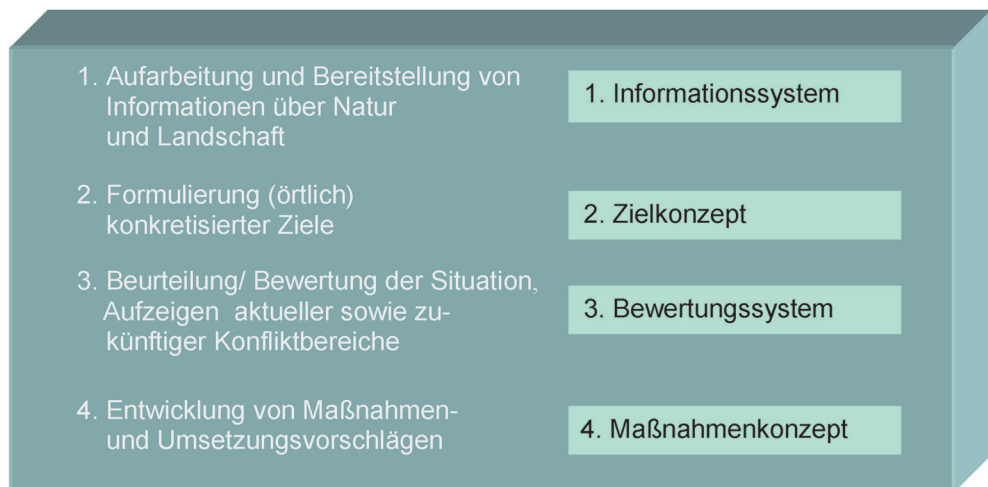 1. Aufarbeitung und Bereitstellung von
Informationen über Natur
und Landschaft
1. Informationssystem
2. Formulierung (örtlich)
konkretisierter Ziele
2. Zielkonzept
3. Beurteilung/ Bewertung der Situation,
Aufzeigen aktueller sowie zu-
künftiger Konfliktbereiche
3. Bewertungssystem
4. Entwicklung von Maßnahmen-
und Umsetzungsvorschlägen
4. Maßnahmenkonzept